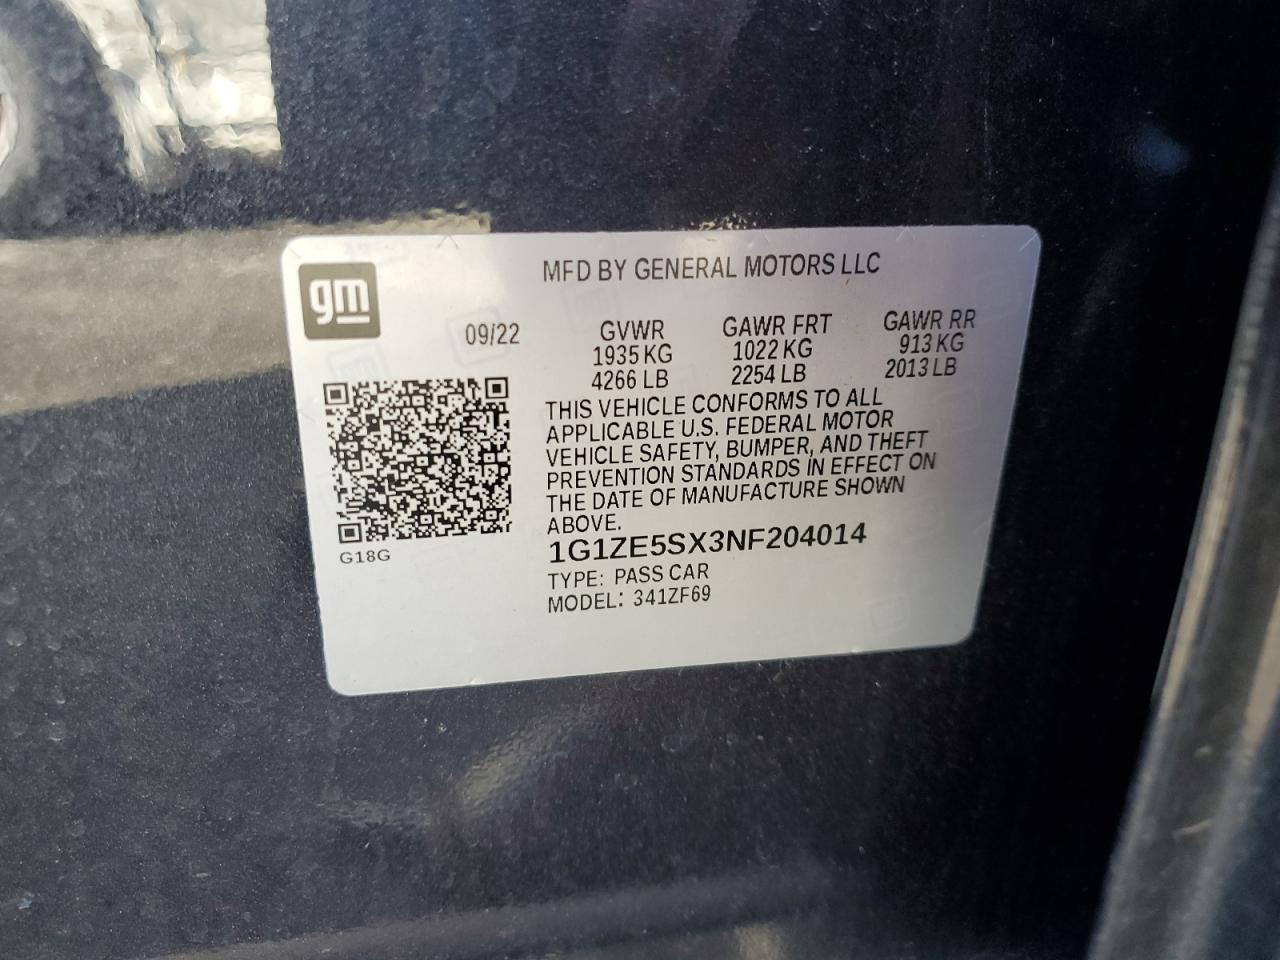 gm
MFD BY GENERAL MOTORS LLC
09/22 GVWR GAWR FRT GAWR RR
1935 KG 1022 KG 913 KG
4266 LB 2254 LB 2013 LB
THIS VEHICLE CONFORMS TO ALL
APPLICABLE U.S. FEDERAL MOTOR
VEHICLE SAFETY, BUMPER, AND THEFT
PREVENTION STANDARDS IN EFFECT ON
THE DATE OF MANUFACTURE SHOWN
ABOVE.
G18G
1G1ZE5SX3NF204014
TYPE: PASS CAR
MODEL: 341ZF69